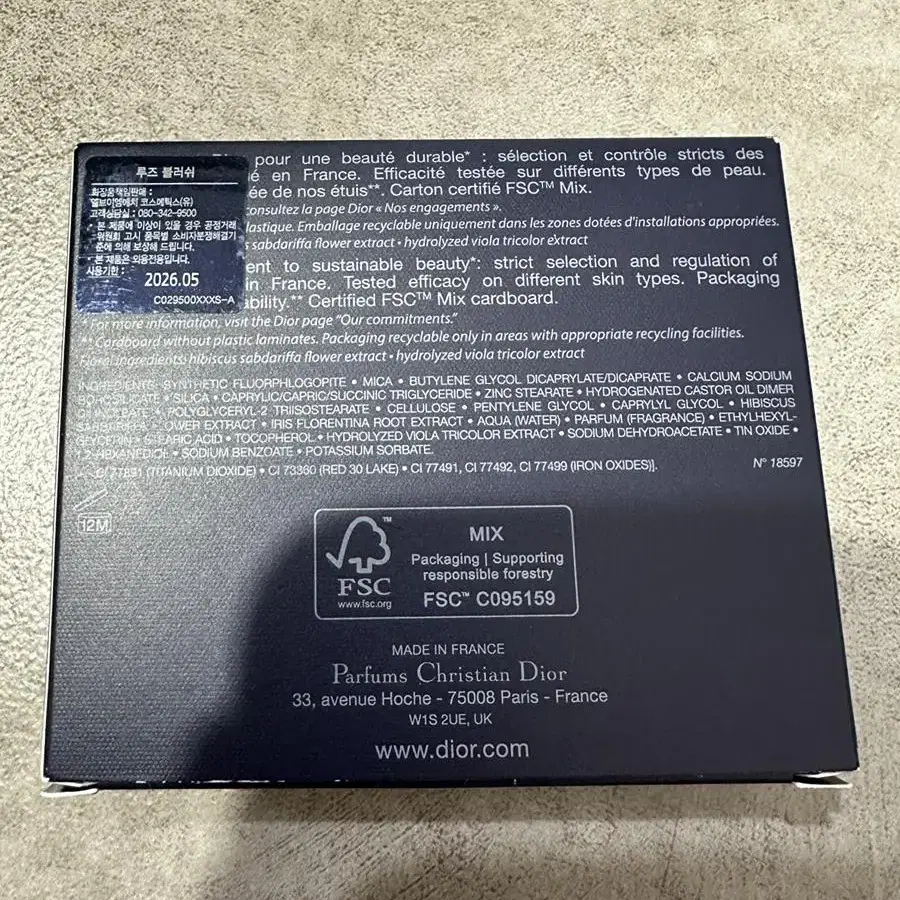 루즈 블러쉬
화장품책임판매 :
엘브이엠에치 코스메틱스(유)
고객상담실 : 080-342-9500
• 본 제품에 이상이 있을 경우 공정거래
위원회 고시 품목별 소비자분쟁해결기
준에 의해 보상해 드립니다.
• 본 제품은 외용전용입니다.
사용기한 :
2026.05
C029500XXXS-A
pour une beauté durable* : sélection et contrôle stricts des
é en France. Efficacité testée sur différents types de peau.
ée de nos étuis**. Carton certifié FSC™ Mix.
consultez la page Dior « Nos engagements ».
lastique. Emballage recyclable uniquement dans les zones dotées d'installations appropriées.
s sabdariffa flower extract • hydrolyzed viola tricolor extract
ent to sustainable beauty*: strict selection and regulation of
in France. Tested efficacy on different skin types. Packaging
ability.** Certified FSC™ Mix cardboard.
* For more information, visit the Dior page "Our commitments."
** Cardboard without plastic laminates. Packaging recyclable only in areas with appropriate recycling facilities.
Floral ingredients: hibiscus sabdariffa flower extract • hydrolyzed viola tricolor extract
INGREDIENTS: SYNTHETIC FLUORPHLOGOPITE • MICA • BUTYLENE GLYCOL DICAPRYLATE/DICAPRATE • CALCIUM SODIUM
BOROSILICATE • SILICA • CAPRYLIC/CAPRIC/SUCCINIC TRIGLYCERIDE • ZINC STEARATE • HYDROGENATED CASTOR OIL DIMER
DILINOLEATE • POLYGLYCERYL-2 TRIISOSTEARATE • CELLULOSE • PENTYLENE GLYCOL • CAPRYLYL GLYCOL • HIBISCUS
SABDARIFFA FLOWER EXTRACT • IRIS FLORENTINA ROOT EXTRACT • AQUA (WATER) • PARFUM (FRAGRANCE) • ETHYLHEXYL-
GLYCERIN • STEARIC ACID • TOCOPHEROL • HYDROLYZED VIOLA TRICOLOR EXTRACT • SODIUM DEHYDROACETATE • TIN OXIDE •
1,2-HEXANEDIOL • SODIUM BENZOATE • POTASSIUM SORBATE.
CI 77891 (TITANIUM DIOXIDE) • CI 73360 (RED 30 LAKE) • CI 77491, CI 77492, CI 77499 (IRON OXIDES)].
N° 18597
12M
FSC™
www.fsc.org
MIX
Packaging | Supporting
responsible forestry
FSC™ C095159
MADE IN FRANCE
Parfums Christian Dior
33, avenue Hoche - 75008 Paris - France
W1S 2UE, UK
www.dior.com